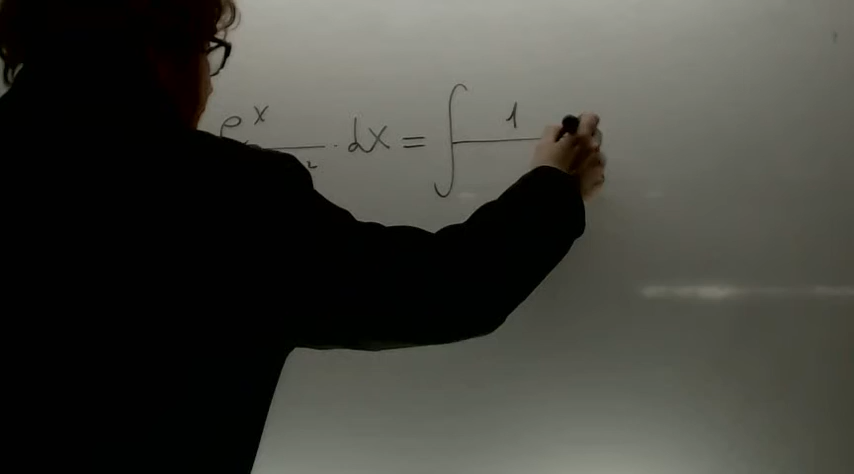 e^x / ² · dx = ∫ 1